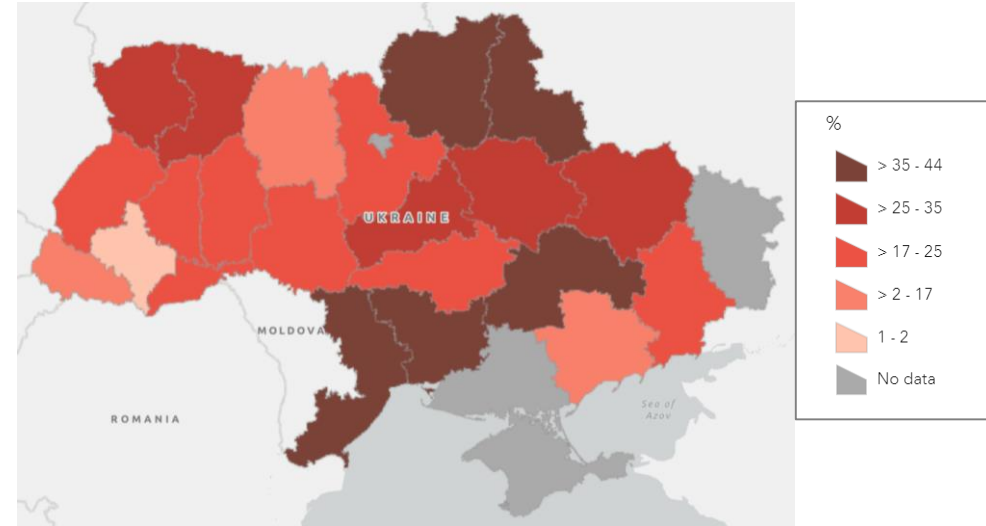 %
> 35 - 44
> 25 - 35
UKRAINE
> 17 - 25
> 2 - 17
MOLDOVA
1 - 2
No data
ROMANIA
Sea of
Azov